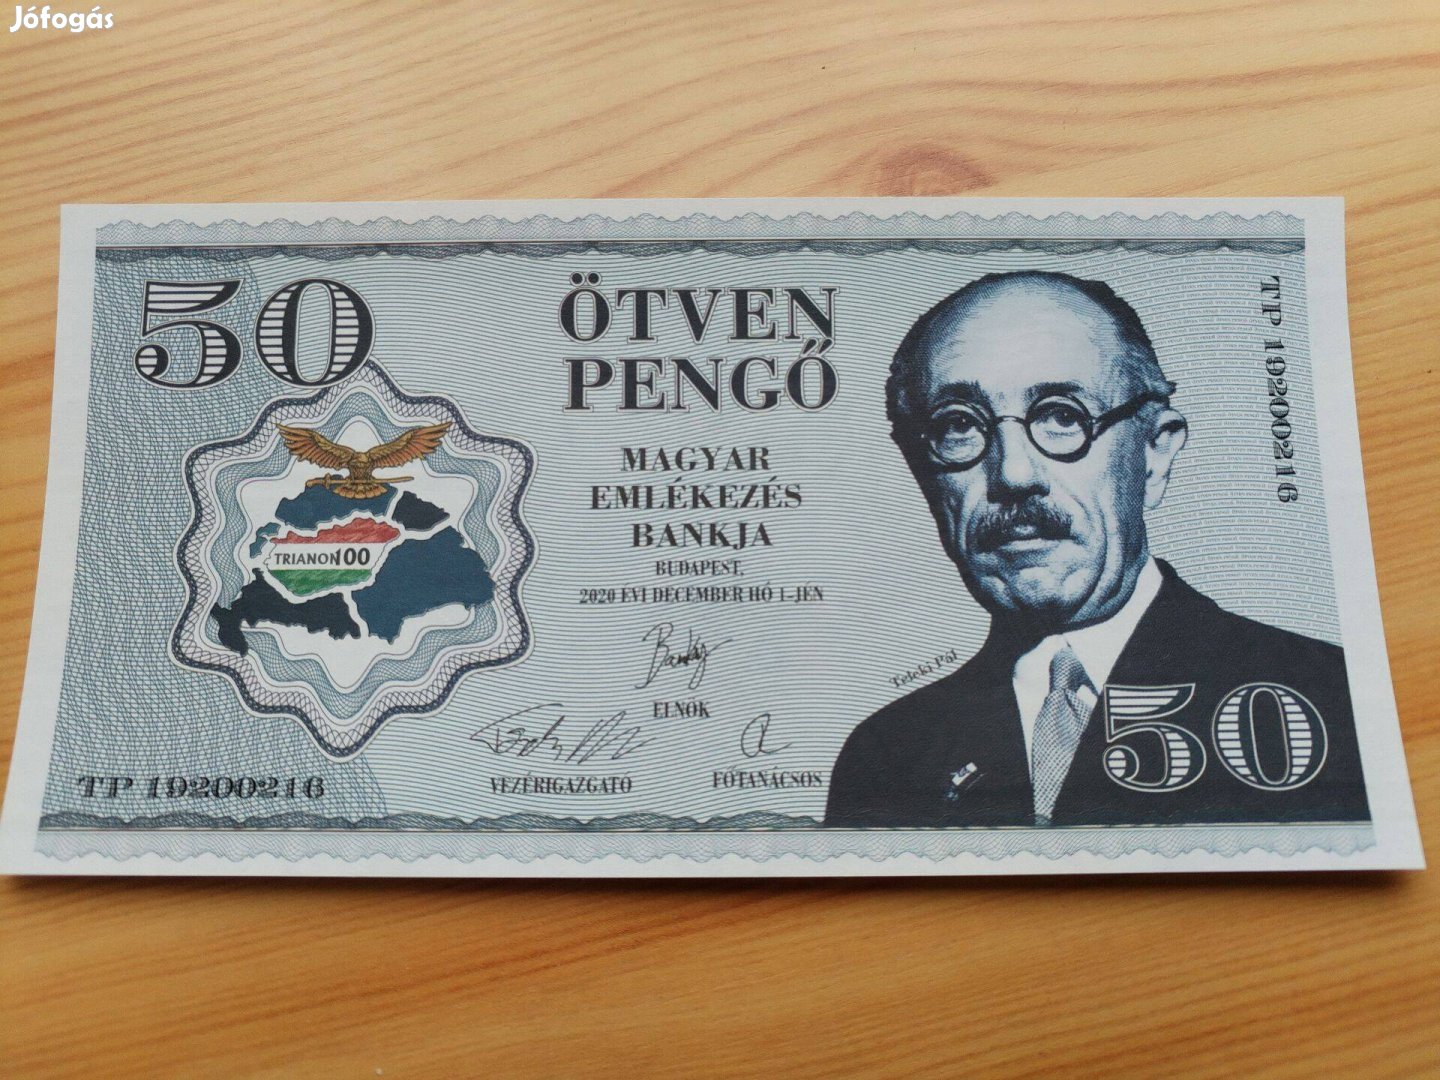 Jófogás
50
ÖTVEN
PENGŐ
MAGYAR
EMLÉKEZÉS
BANKJA
BUDAPEST,
2020 ÉVI DECEMBER HÓ 1-JÉN
TRIANON100
ELNÖK
VEZÉRIGAZGATÓ
FŐTANÁCSOS
TP 19200216
Teleki Pál
TP 19200216
50